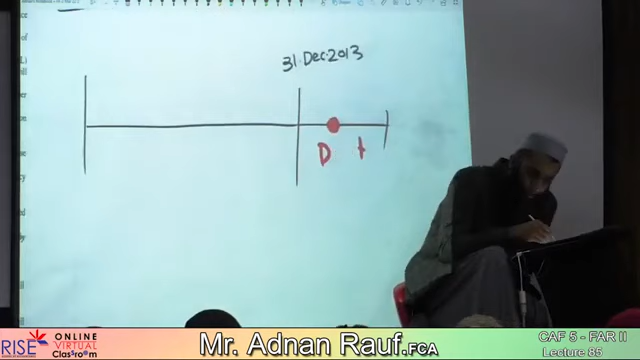 31 Dec 2013
D
RISE
ONLINE
VIRTUAL
Classroom
Mr. Adnan Rauf.FCA
CAF 5 - FAR II
Lecture 85